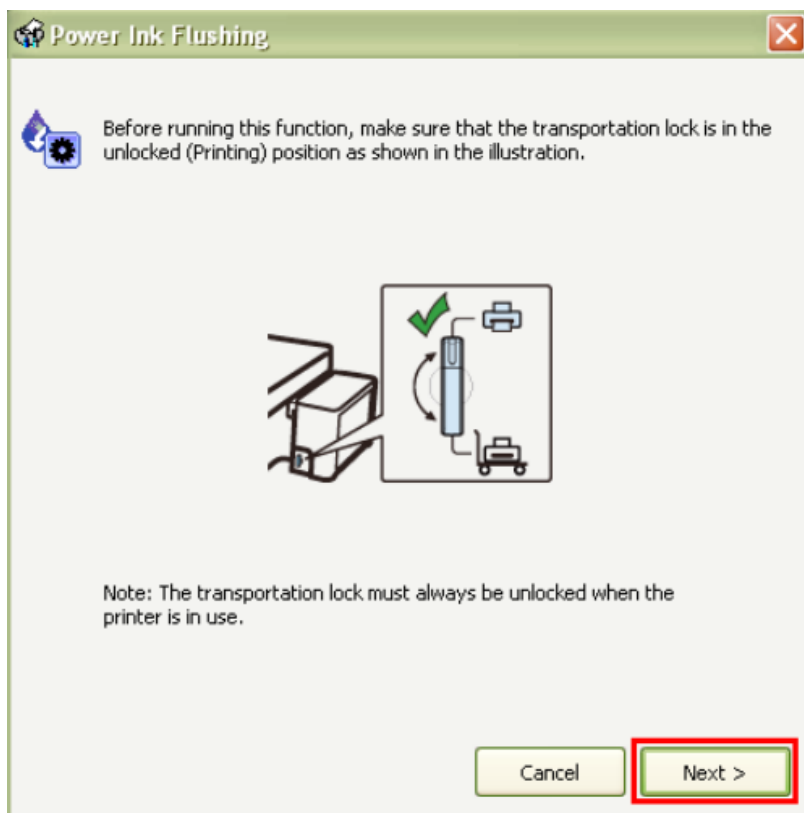 Power Ink Flushing
Before running this function, make sure that the transportation lock is in the
unlocked (Printing) position as shown in the illustration.
Note: The transportation lock must always be unlocked when the
printer is in use.
Cancel
Next >